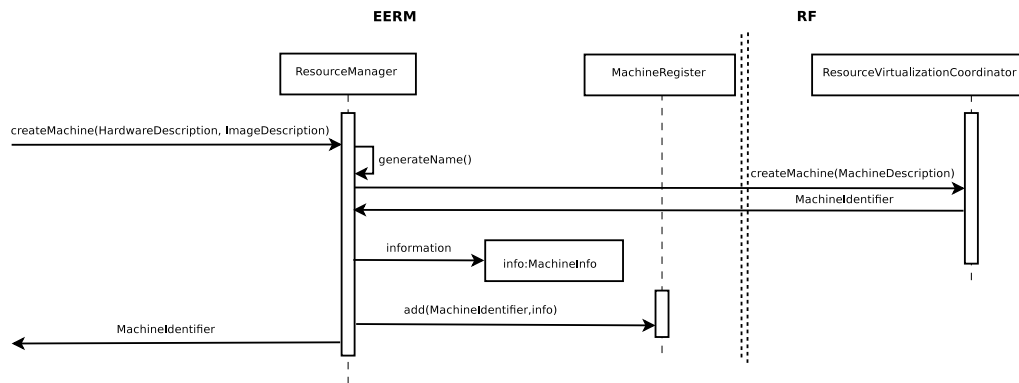 EERM
RF
ResourceManager
MachineRegister
ResourceVirtualizationCoordinator
createMachine(HardwareDescription, ImageDescription)
generateName()
createMachine(MachineDescription)
MachineIdentifier
information
info:MachineInfo
add(MachineIdentifier,info)
MachineIdentifier